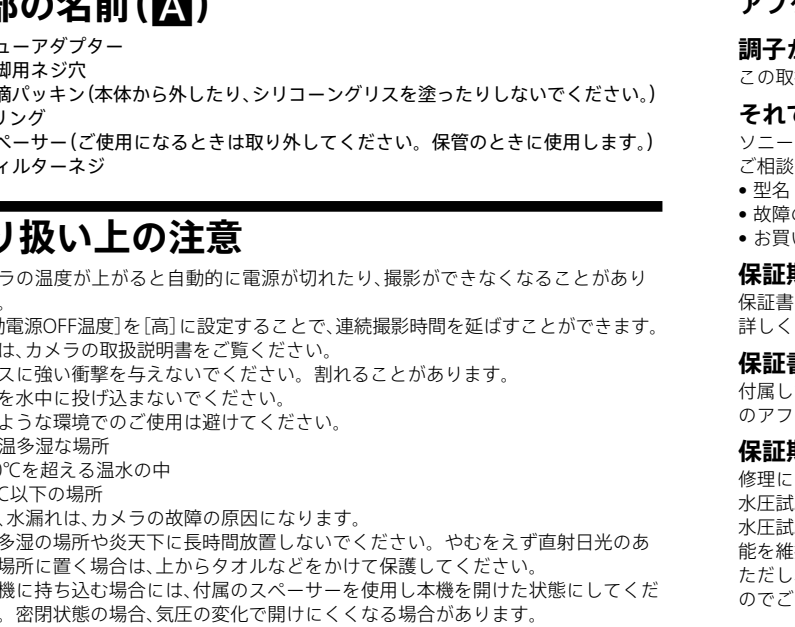 部の名前（A）
ューアダプター
脚用ネジ穴
滴パッキン（本体から外したり、シリコーングリスを塗ったりしないでください。）
リング
ペーサー（ご使用になるときは取り外してください。保管のときに使用します。）
ィルターネジ
り扱い上の注意
ラの温度が上がると自動的に電源が切れたり、撮影ができなくなることがあり
。
動電源OFF温度］を［高］に設定することで、連続撮影時間を延ばすことができます。
は、カメラの取扱説明書をご覧ください。
スに強い衝撃を与えないでください。割れることがあります。
を水中に投げ込まないでください。
ような環境でのご使用は避けてください。
温多湿な場所
0℃を超える温水の中
℃以下の場所
、水漏れは、カメラの故障の原因になります。
多湿の場所や炎天下に長時間放置しないでください。やむをえず直射日光のあ
場所に置く場合は、上からタオルなどをかけて保護してください。
機に持ち込む場合には、付属のスペーサーを使用し本機を開けた状態にしてくだ
。密閉状態の場合、気圧の変化で開けにくくなる場合があります。
アフ
調子が
この取
それで
ソニー
ご相談
• 型名
• 故障の
• お買い
保証期
保証書
詳しく
保証書
付属し
のアフ
保証期
修理に
水圧試
水圧試
能を維
ただし
のでご